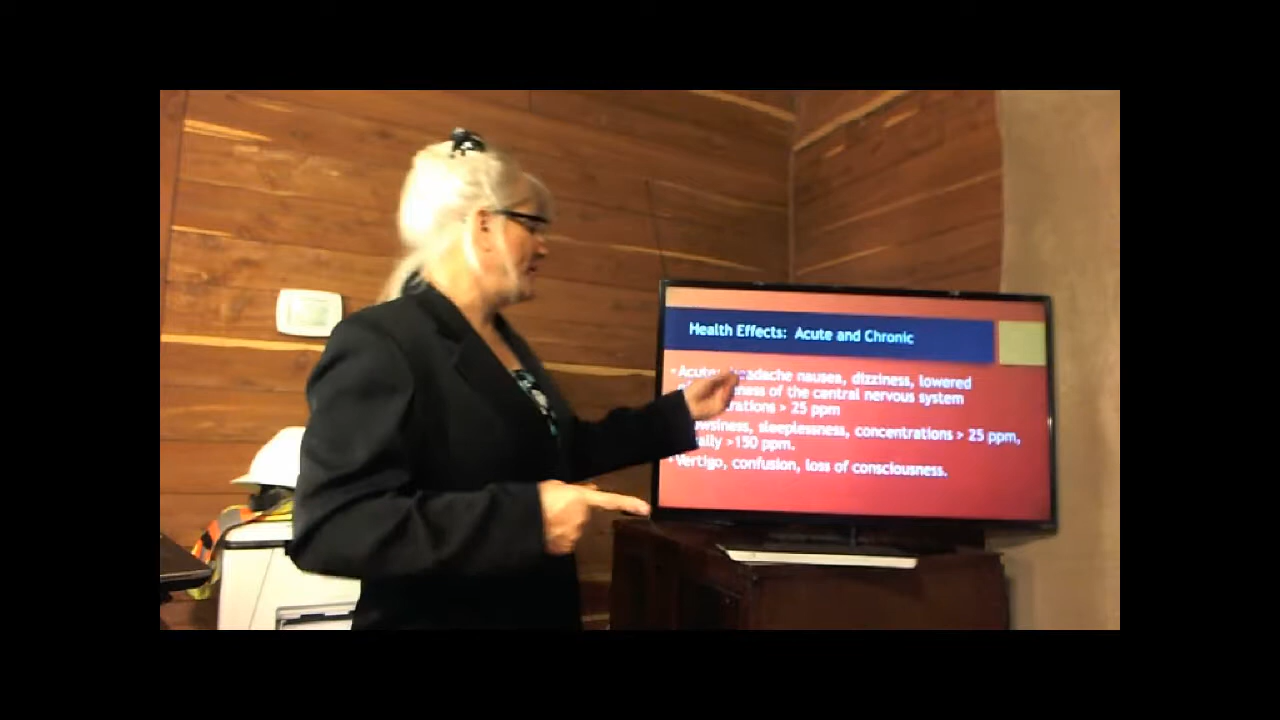 Health Effects: Acute and Chronic
• Acute: headache nausea, dizziness, lowered
of the central nervous system
> 25 ppm
sleeplessness, concentrations > 25 ppm,
>150 ppm.
• Vertigo, confusion, loss of consciousness.